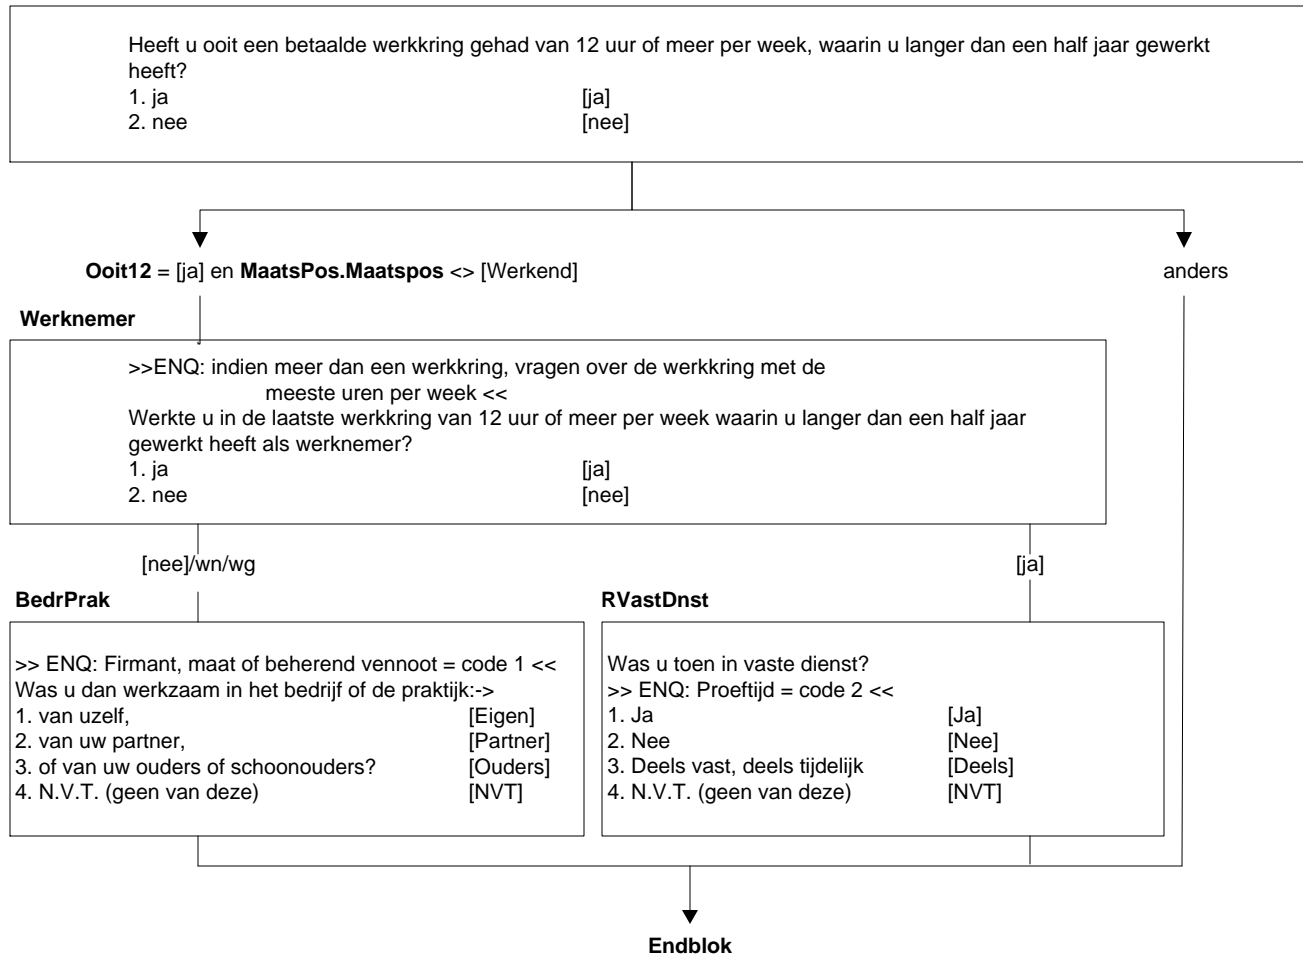 Heeft u ooit een betaalde werkkring gehad van 12 uur of meer per week, waarin u langer dan een half jaar gewerkt
heeft?
1. ja [ja]
2. nee [nee]
Ooit12 = [ja] en MaatsPos.Maatspos <> [Werkend]
anders
Werknemer
>>ENQ: indien meer dan een werkkring, vragen over de werkkring met de
meeste uren per week <<
Werkte u in de laatste werkkring van 12 uur of meer per week waarin u langer dan een half jaar
gewerkt heeft als werknemer?
1. ja [ja]
2. nee [nee]
[nee]/wn/wg
[ja]
BedrPrak
>> ENQ: Firmant, maat of beherend vennoot = code 1 <<
Was u dan werkzaam in het bedrijf of de praktijk:->
1. van uzelf, [Eigen]
2. van uw partner, [Partner]
3. of van uw ouders of schoonouders? [Ouders]
4. N.V.T. (geen van deze) [NVT]
RVastDnst
Was u toen in vaste dienst?
>> ENQ: Proeftijd = code 2 <<
1. Ja [Ja]
2. Nee [Nee]
3. Deels vast, deels tijdelijk [Deels]
4. N.V.T. (geen van deze) [NVT]
Endblok